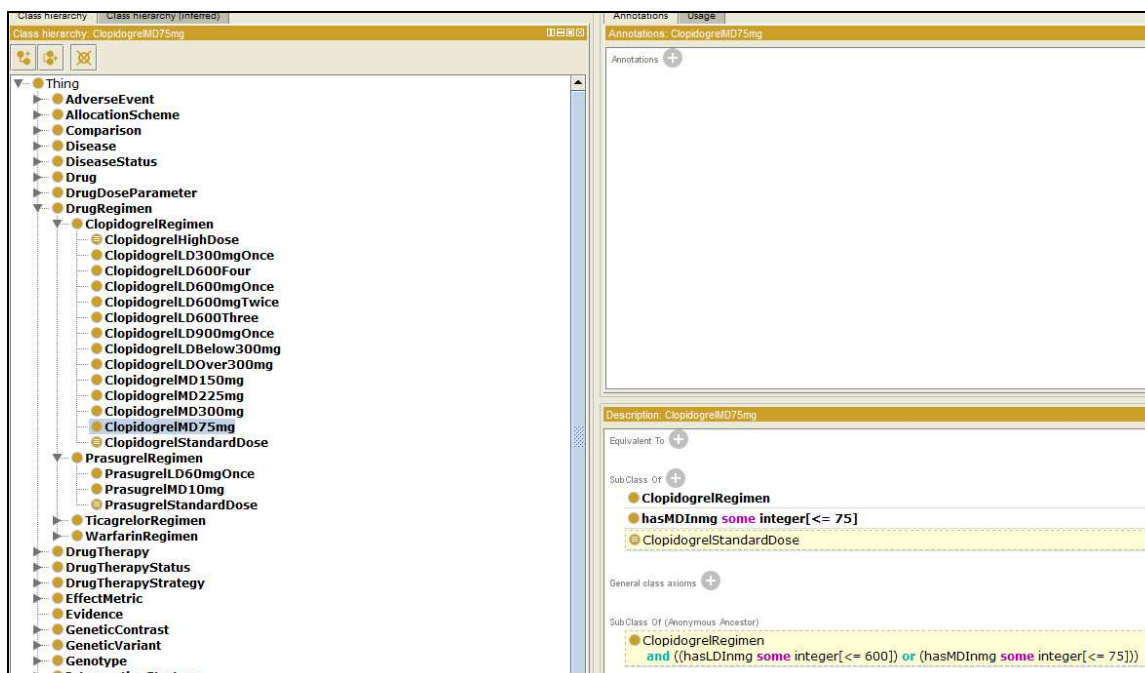 Class hierarchy Class hierarchy (inferred)
Class hierarchy: ClopidogrelMD75mg
Thing
AdverseEvent
AllocationScheme
Comparison
Disease
DiseaseStatus
Drug
DrugDoseParameter
DrugRegimen
ClopidogrelRegimen
ClopidogrelHighDose
ClopidogrelLD300mgOnce
ClopidogrelLD600Four
ClopidogrelLD600mgOnce
ClopidogrelLD600mgTwice
ClopidogrelLD600Three
ClopidogrelLD900mgOnce
ClopidogrelLDBelow300mg
ClopidogrelLDOver300mg
ClopidogrelMD150mg
ClopidogrelMD225mg
ClopidogrelMD300mg
ClopidogrelMD75mg
ClopidogrelStandardDose
PrasugrelRegimen
PrasugrelLD60mgOnce
PrasugrelMD10mg
PrasugrelStandardDose
TicagrelorRegimen
WarfarinRegimen
DrugTherapy
DrugTherapyStatus
DrugTherapyStrategy
EffectMetric
Evidence
GeneticContrast
GeneticVariant
Genotype
Annotations Usage
Annotations: ClopidogrelMD75mg
Annotations
Description: ClopidogrelMD75mg
Equivalent To
SubClass Of
ClopidogrelRegimen
hasMDInmg some integer[<= 75]
ClopidogrelStandardDose
General class axioms
SubClass Of (Anonymous Ancestor)
ClopidogrelRegimen
and ((hasLDInmg some integer[<= 600]) or (hasMDInmg some integer[<= 75]))